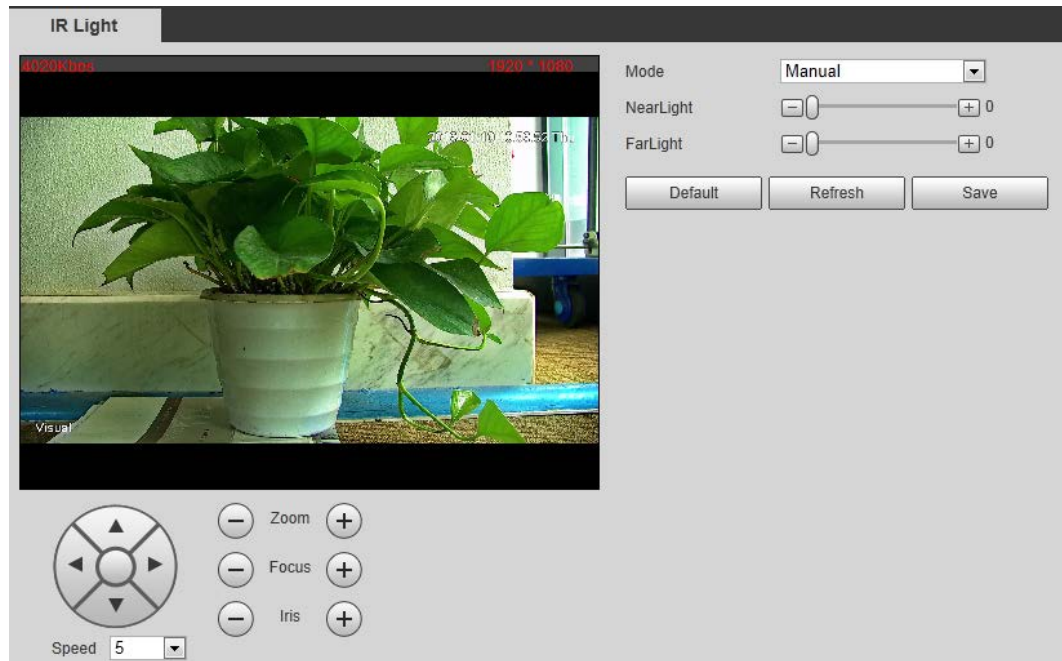 IR Light
4020Kbps
1920 * 1080
Mode Manual
NearLight 0
FarLight 0
Default Refresh Save
Visual
Zoom
Focus
Iris
Speed 5